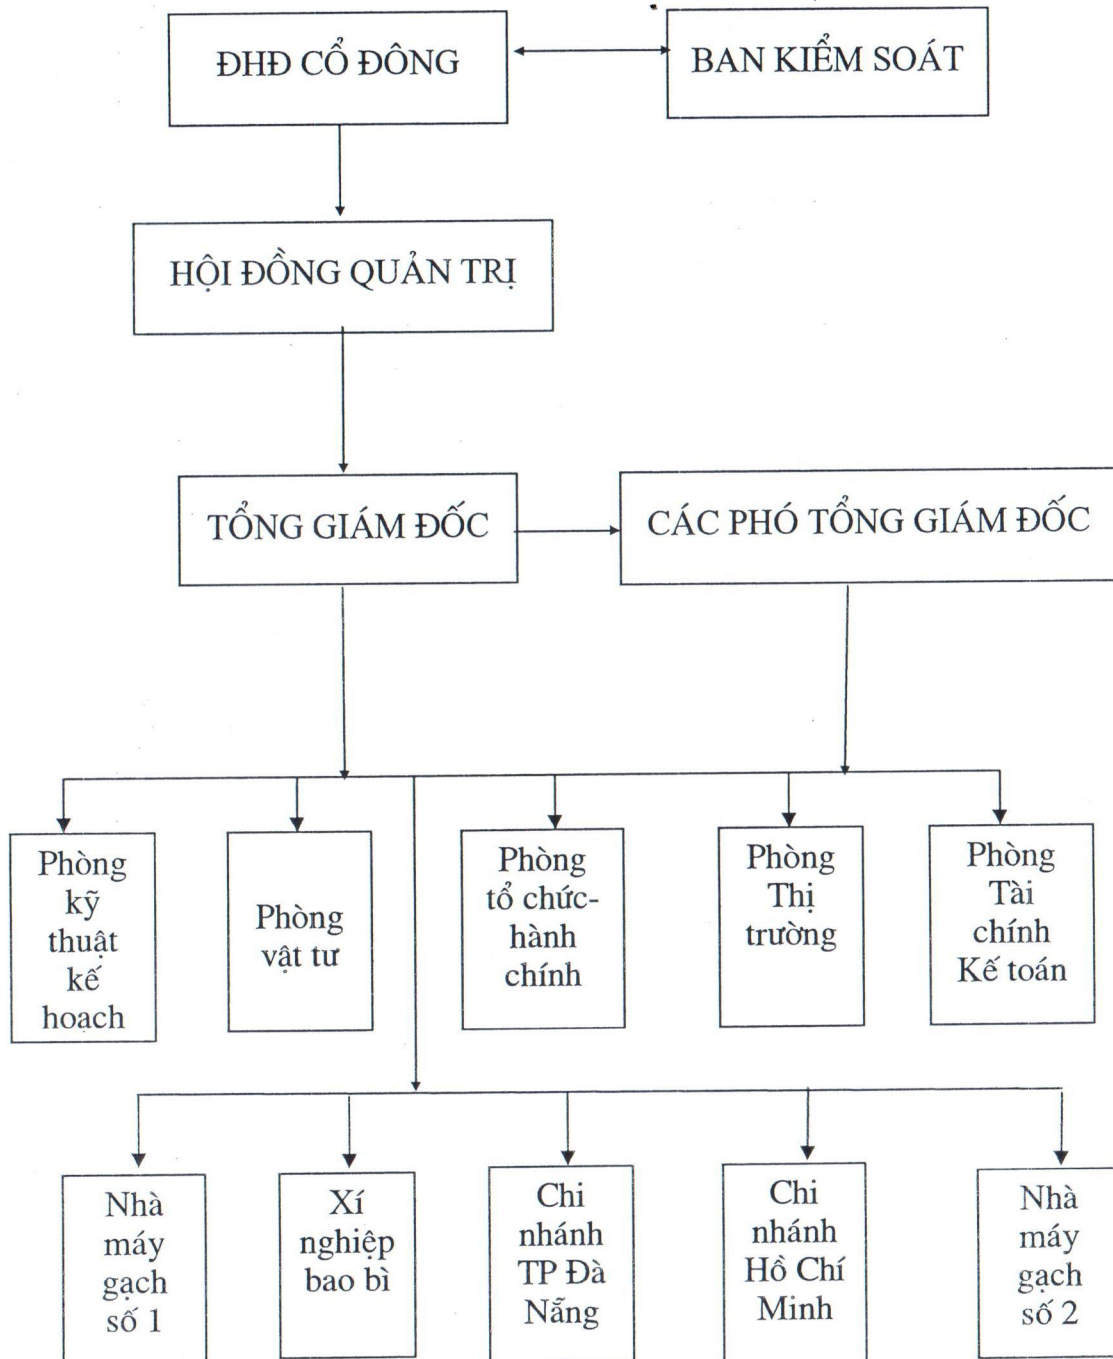 ĐHĐ CỔ ĐÔNG
BAN KIỂM SOÁT
HỘI ĐỒNG QUẢN TRỊ
TỔNG GIÁM ĐỐC
CÁC PHÓ TỔNG GIÁM ĐỐC
Phòng
kỹ
thuật
kế
hoạch
Phòng
vật tư
Phòng
tổ chức-
hành
chính
Phòng
Thị
trường
Phòng
Tài
chính
Kế toán
Nhà
máy
gạch
số 1
Xí
nghiệp
bao bì
Chi
nhánh
TP Đà
Nẵng
Chi
nhánh
Hồ Chí
Minh
Nhà
máy
gạch
số 2